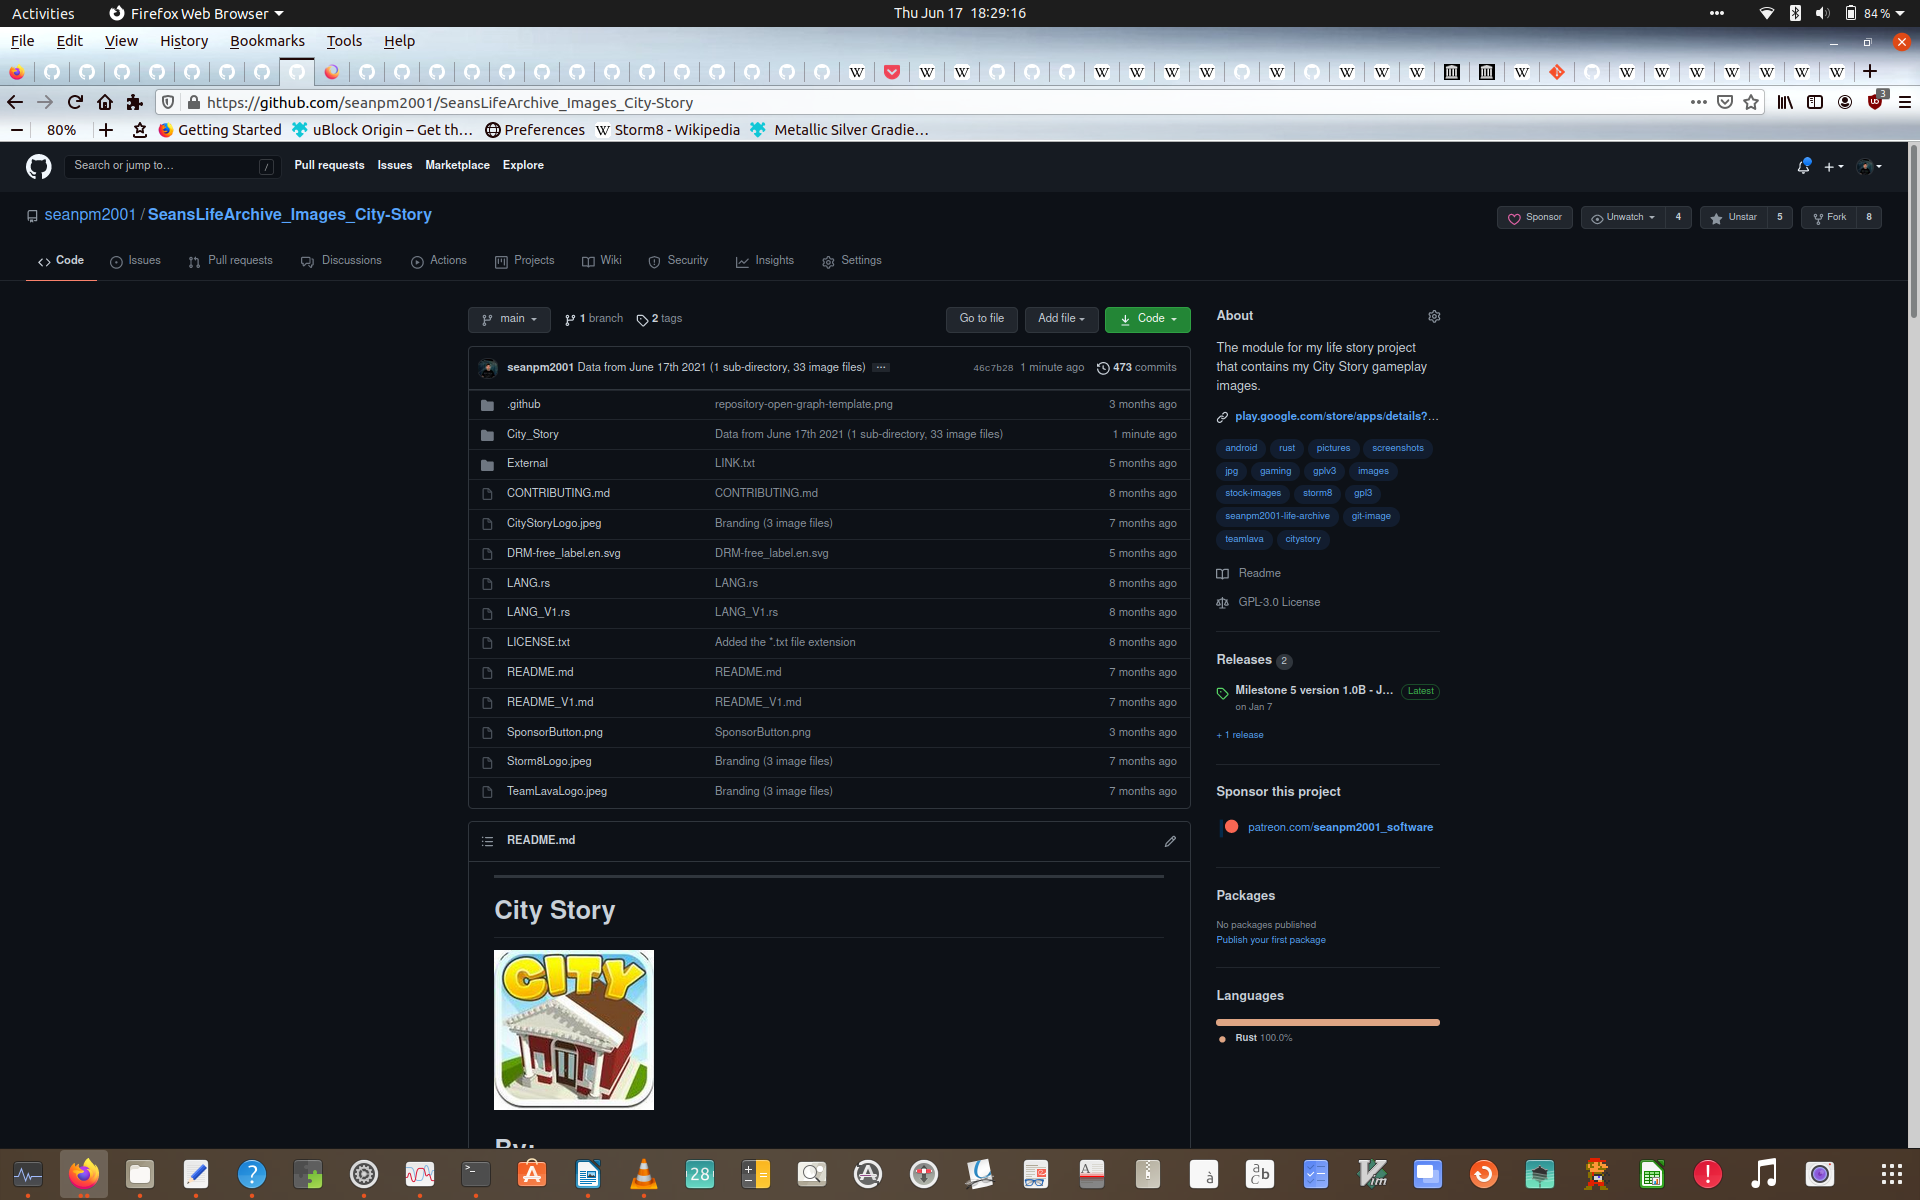 Activities Firefox Web Browser Thu Jun 17 18:29:16 84 %
File Edit View History Bookmarks Tools Help
https://github.com/seanpm2001/SeansLifeArchive_Images_City-Story 3
80% Getting Started uBlock Origin – Get th… Preferences Storm8 - Wikipedia Metallic Silver Gradie…
Search or jump to… / Pull requests Issues Marketplace Explore
seanpm2001 / SeansLifeArchive_Images_City-Story
Sponsor Unwatch 4 Unstar 5 Fork 8
Code Issues Pull requests Discussions Actions Projects Wiki Security Insights Settings
main 1 branch 2 tags Go to file Add file Code
seanpm2001 Data from June 17th 2021 (1 sub-directory, 33 image files) ... 46c7b28 1 minute ago 473 commits
.github repository-open-graph-template.png 3 months ago
City_Story Data from June 17th 2021 (1 sub-directory, 33 image files) 1 minute ago
External LINK.txt 5 months ago
CONTRIBUTING.md CONTRIBUTING.md 8 months ago
CityStoryLogo.jpeg Branding (3 image files) 7 months ago
DRM-free_label.en.svg DRM-free_label.en.svg 5 months ago
LANG.rs LANG.rs 8 months ago
LANG_V1.rs LANG_V1.rs 8 months ago
LICENSE.txt Added the *.txt file extension 8 months ago
README.md README.md 7 months ago
README_V1.md README_V1.md 7 months ago
SponsorButton.png SponsorButton.png 3 months ago
Storm8Logo.jpeg Branding (3 image files) 7 months ago
TeamLavaLogo.jpeg Branding (3 image files) 7 months ago
README.md
City Story
CITY
By:
About
The module for my life story project
that contains my City Story gameplay
images.
play.google.com/store/apps/details?…
android rust pictures screenshots
jpg gaming gplv3 images
stock-images storm8 gpl3
seanpm2001-life-archive git-image
teamlava citystory
Readme
GPL-3.0 License
Releases 2
Milestone 5 version 1.0B - J… Latest
on Jan 7
+ 1 release
Sponsor this project
patreon.com/seanpm2001_software
Packages
No packages published
Publish your first package
Languages
Rust 100.0%
28